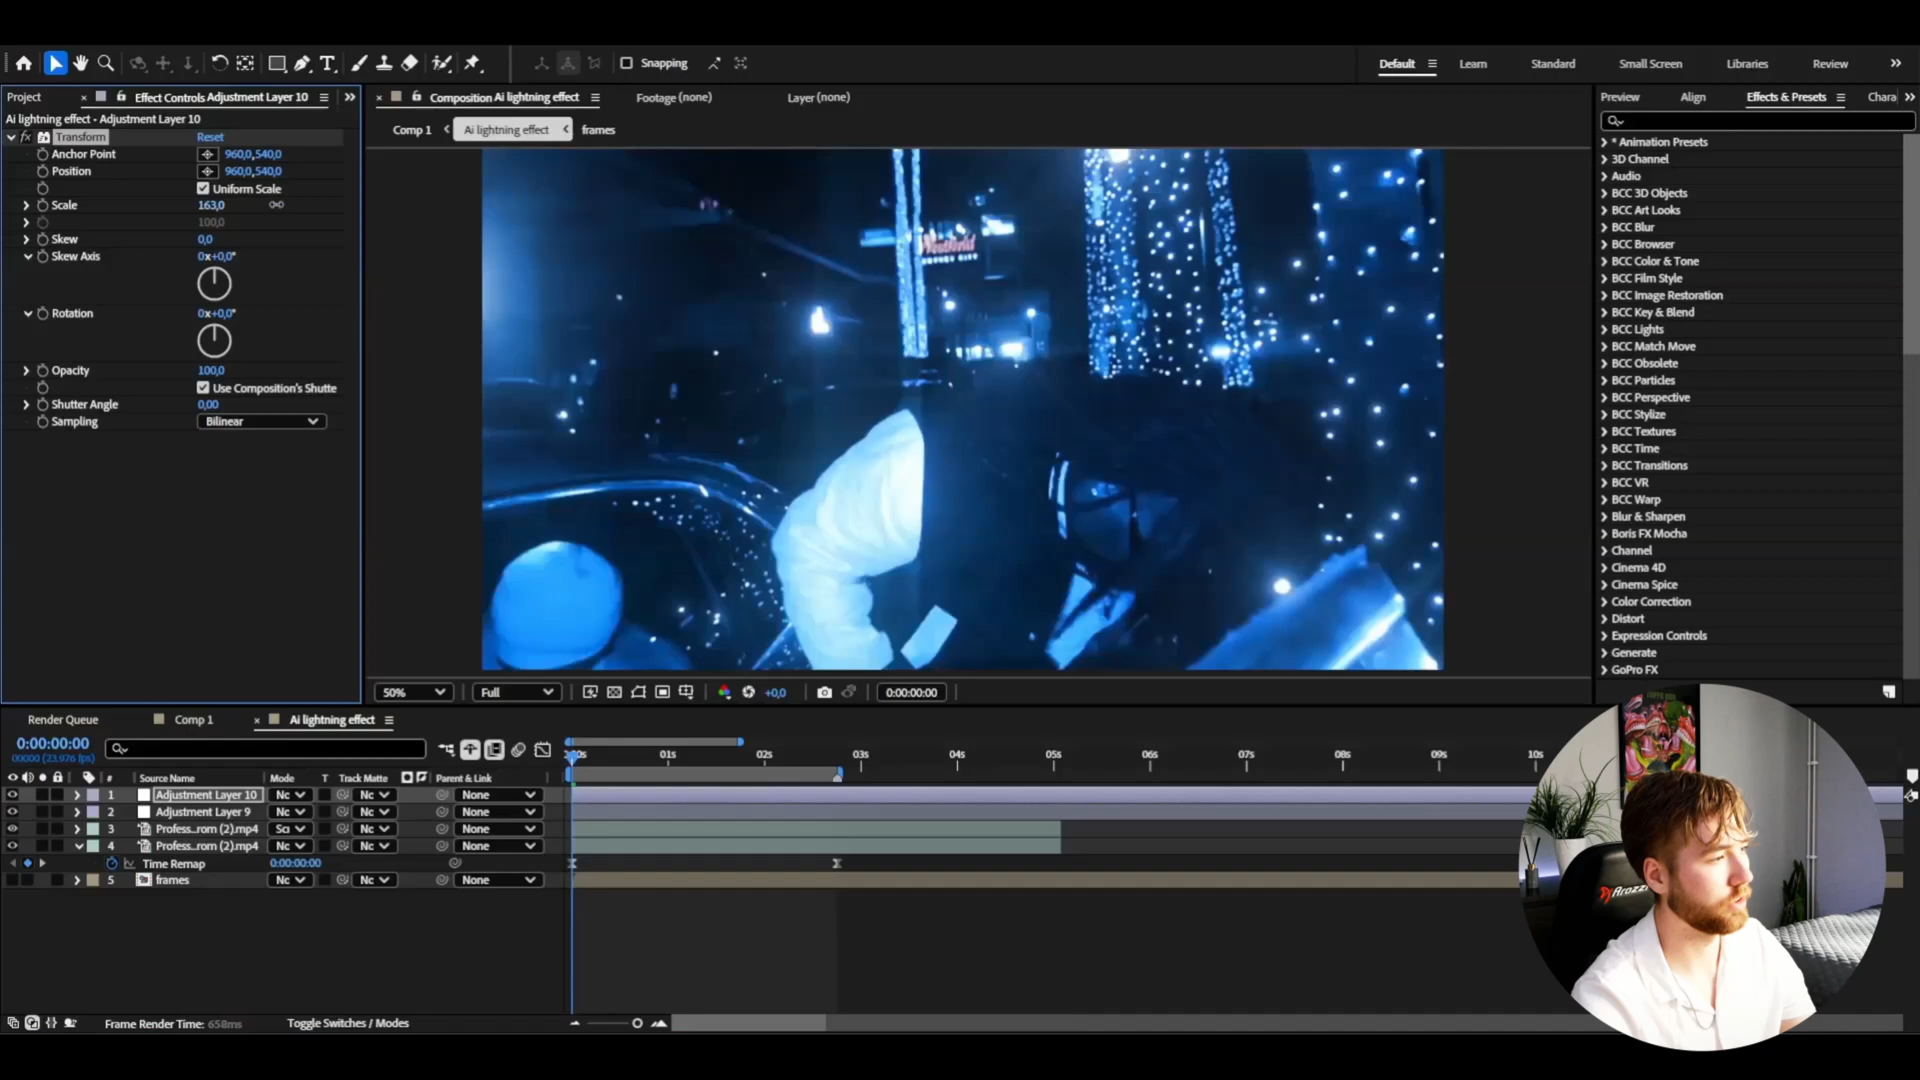 Snapping
Default
Learn
Standard
Small Screen
Libraries
Review
Project
Effect Controls Adjustment Layer 10
Composition Ai lightning effect
Footage (none)
Layer (none)
Preview
Align
Effects & Presets
Chara
Ai lightning effect - Adjustment Layer 10
Comp 1
Ai lightning effect
frames
fx Transform Reset
Anchor Point 960,0,540,0
Position 960,0,540,0
Uniform Scale
Scale 163,0
100,0
Skew 0,0
Skew Axis 0x+0,0°
Rotation 0x+0,0°
Opacity 100,0
Use Composition's Shutte
Shutter Angle 0,00
Sampling Bilinear
* Animation Presets
3D Channel
Audio
BCC 3D Objects
BCC Art Looks
BCC Blur
BCC Browser
BCC Color & Tone
BCC Film Style
BCC Image Restoration
BCC Key & Blend
BCC Lights
BCC Match Move
BCC Obsolete
BCC Particles
BCC Perspective
BCC Stylize
BCC Textures
BCC Time
BCC Transitions
BCC VR
BCC Warp
Blur & Sharpen
Boris FX Mocha
Channel
Cinema 4D
Cinema Spice
Color Correction
Distort
Expression Controls
Generate
GoPro FX
50%
Full
+0,0
0:00:00:00
Render Queue
Comp 1
Ai lightning effect
0:00:00:00
00000 (23.976 fps)
01s 02s 03s 04s 05s 06s 07s 08s 09s 10s
# Source Name Mode T Track Matte Parent & Link
1 Adjustment Layer 10 Nc Nc None
2 Adjustment Layer 9 Nc Nc None
3 Profess...rom (2).mp4 Sc Nc None
4 Profess...rom (2).mp4 Nc Nc None
Time Remap 0:00:00:00
5 frames Nc Nc None
Frame Render Time: 658ms
Toggle Switches / Modes